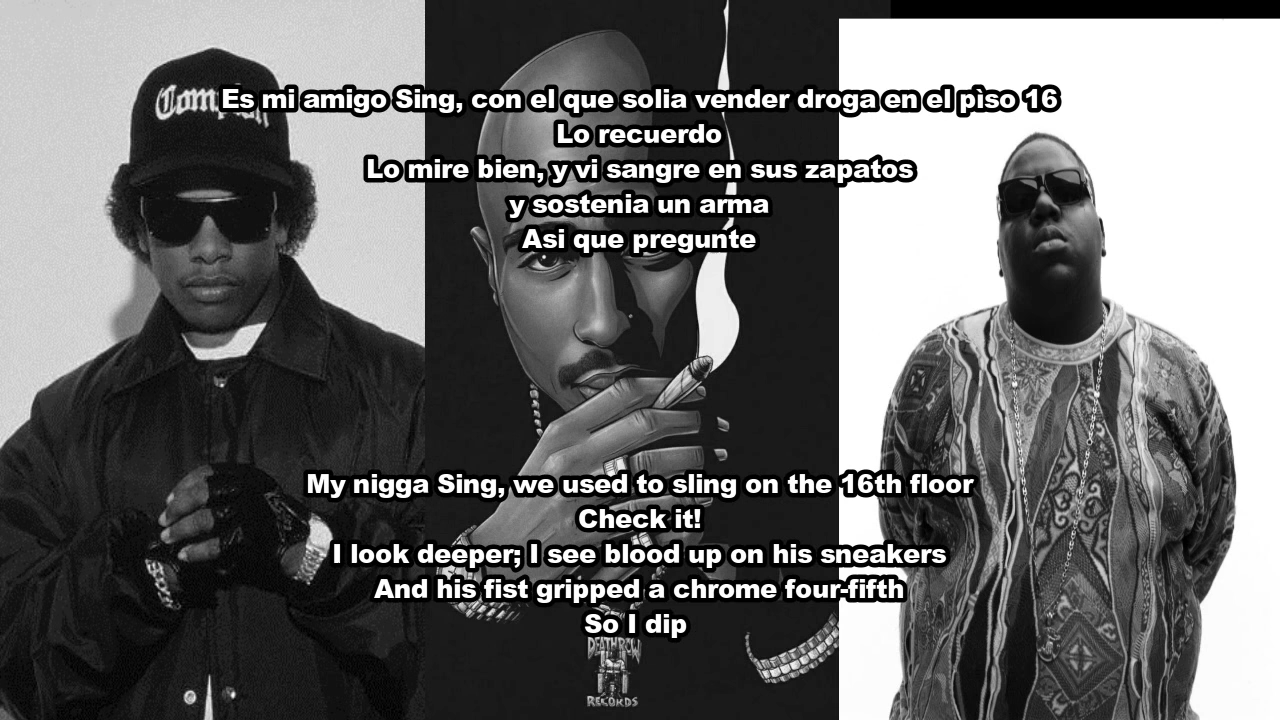 Compton
Es mi amigo Sing, con el que solia vender droga en el pìso 16
Lo recuerdo
Lo mire bien, y vi sangre en sus zapatos
y sostenia un arma
Asi que pregunte
My nigga Sing, we used to sling on the 16th floor
Check it!
I look deeper; I see blood up on his sneakers
And his fist gripped a chrome four-fifth
So I dip
DEATHROW
RECORDS